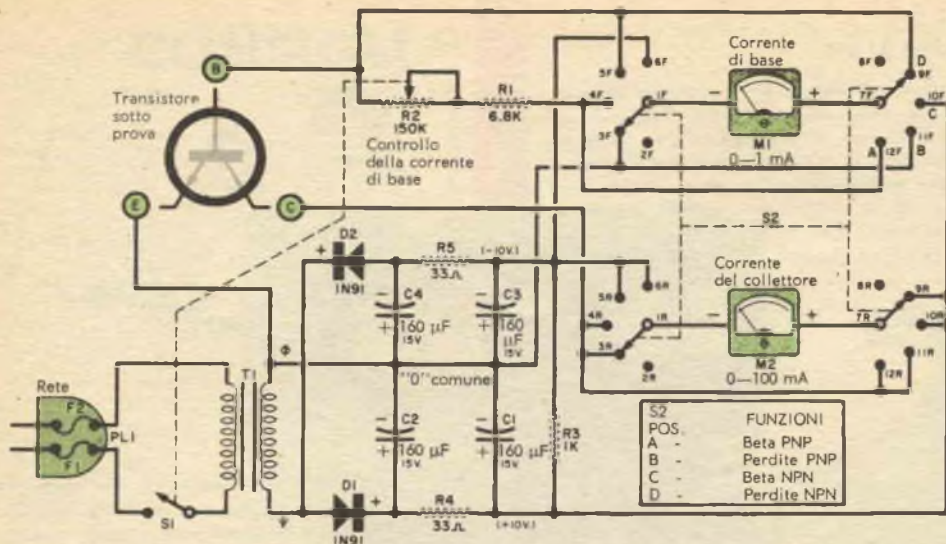 B
Transistore
sotto
prova
E
C
R2
150K
Controllo
della corrente
di base
R1
6.8K
5F
6F
4F
1F
3F
2F
Corrente
di base
-
+
M1
0—1 mA
8F
D
9F
7F
10F
C
11F
A
12F
B
S2
D2
+
1N91
R5
33Ω
(-10V.)
C4
160 µF
15V
C3
160
µF
15V
"0" comune
C2
160 µF
15V
C1
160 µF
15V
D1
+
1N91
R4
33Ω
(+10V.)
R3
1K
Rete
F2
F1
PL1
S1
T1
5R
6R
4R
1R
3R
2R
Corrente
del collettore
-
+
M2
0—100 mA
8R
9R
7R
10R
11R
12R
S2
POS. FUNZIONI
A - Beta PNP
B - Perdite PNP
C - Beta NPN
D - Perdite NPN